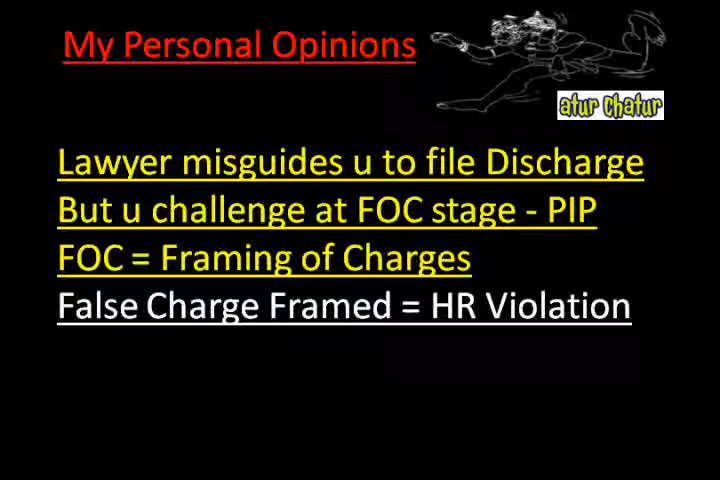 My Personal Opinions
atur chatur
Lawyer misguides u to file Discharge
But u challenge at FOC stage - PIP
FOC = Framing of Charges
False Charge Framed = HR Violation